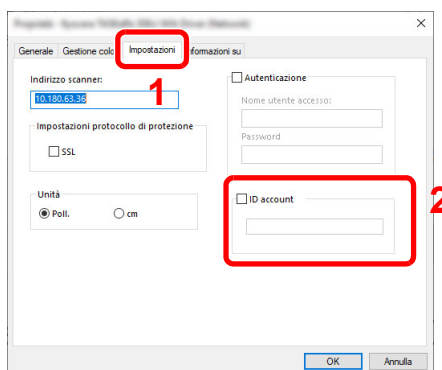 Generale Gestione colo Impostazioni formazioni su
1
Indirizzo scanner:
10.180.63.36
Impostazioni protocollo di protezione
SSL
Unità
Poll. cm
Autenticazione
Nome utente accesso:
Password
2
ID account
OK Annulla